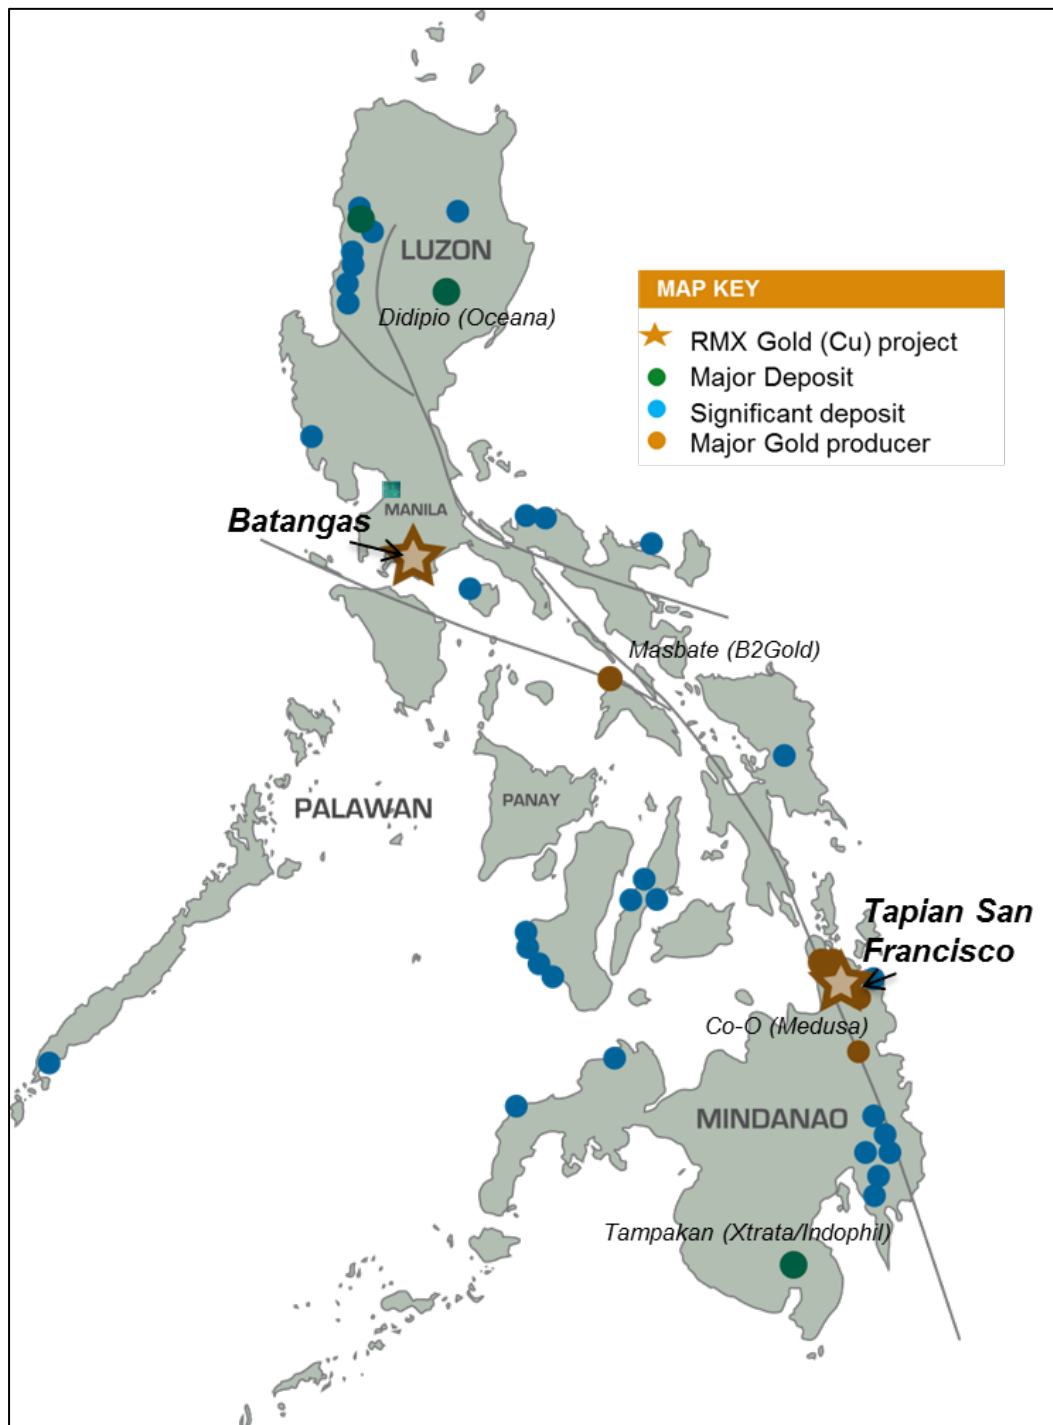 LUZON
Didipio (Oceana)
MAP KEY
RMX Gold (Cu) project
Major Deposit
Significant deposit
Major Gold producer
MANILA
Batangas
Masbate (B2Gold)
PALAWAN
PANAY
Tapian San
Francisco
Co-O (Medusa)
MINDANAO
Tampakan (Xtrata/Indophil)